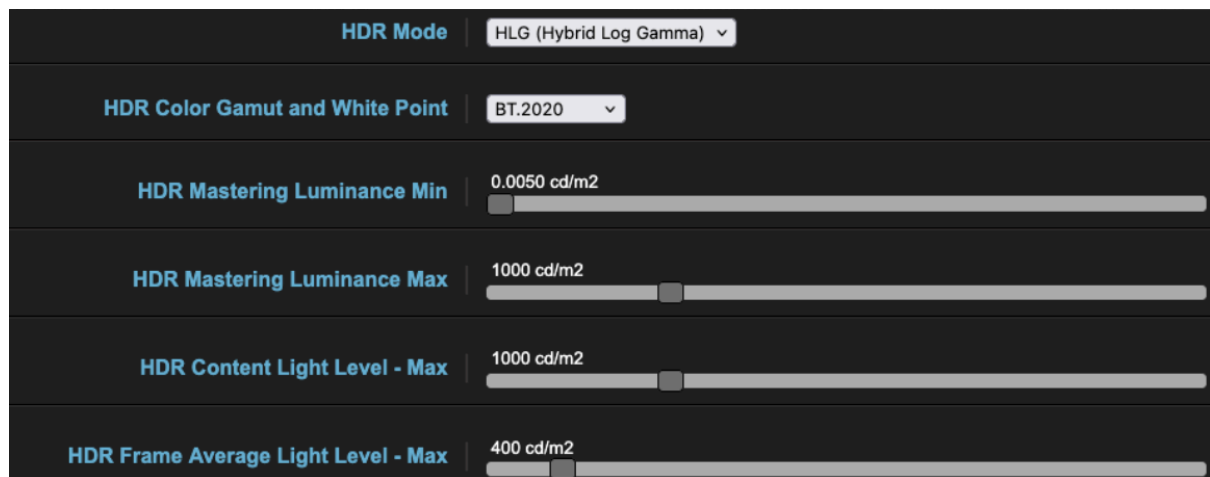 HDR Mode
HLG (Hybrid Log Gamma)
HDR Color Gamut and White Point
BT.2020
HDR Mastering Luminance Min
0.0050 cd/m2
HDR Mastering Luminance Max
1000 cd/m2
HDR Content Light Level - Max
1000 cd/m2
HDR Frame Average Light Level - Max
400 cd/m2